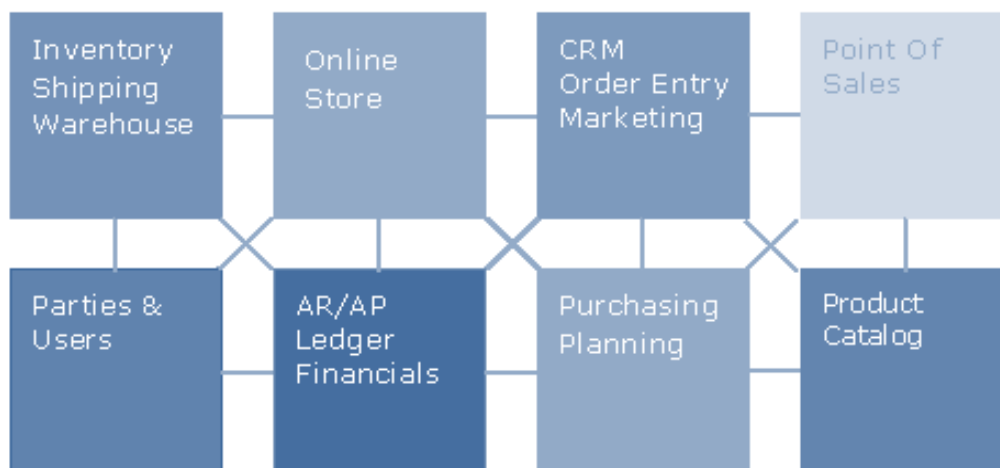 Inventory
Shipping
Warehouse
Online
Store
CRM
Order Entry
Marketing
Point Of
Sales
Parties &
Users
AR/AP
Ledger
Financials
Purchasing
Planning
Product
Catalog